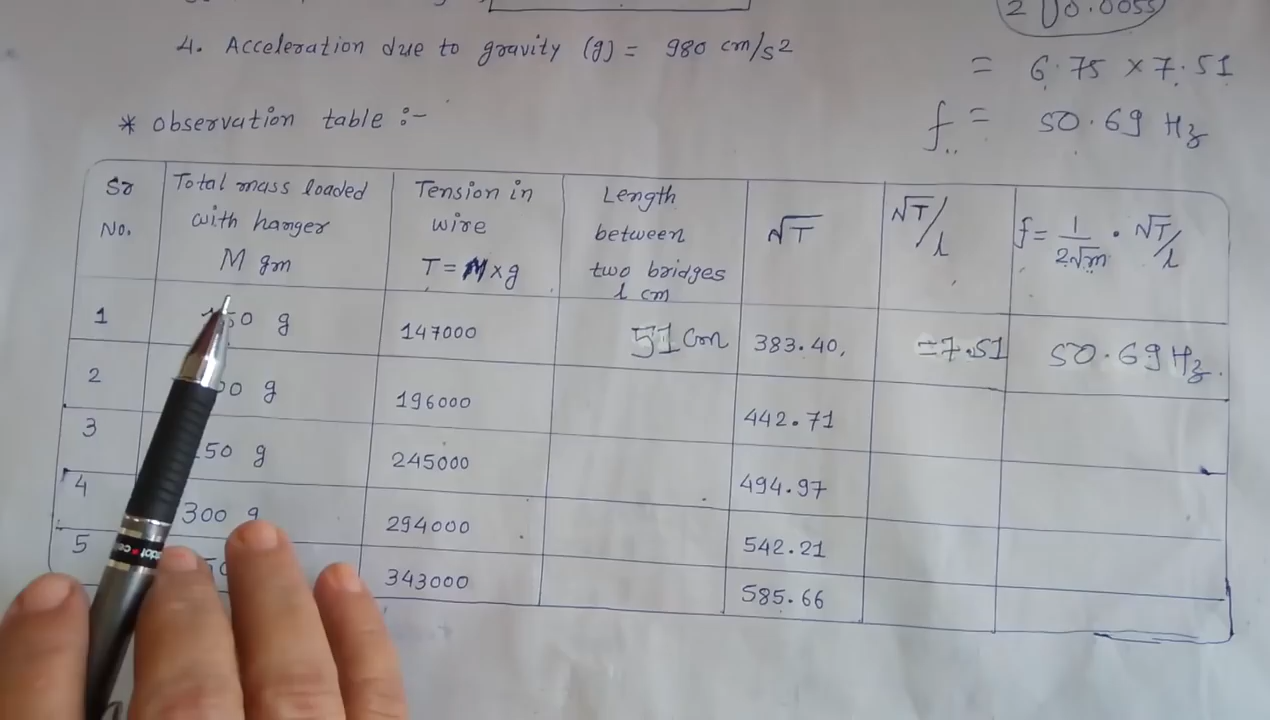 2√0.0055
4. Acceleration due to gravity (g) = 980 cm/s2
= 6.75 × 7.51
f = 50.69 Hz
* Observation table :-
Sr No.
Total mass loaded with hanger M gm
Tension in wire T = M×g
Length between two bridges l cm
√T
√T/l
f = 1/2√m · √T/l
1
g
147000
51 cm
383.40,
=7.51
50.69 Hz.
2
g
196000
442.71
3
g
245000
494.97
4
300 g
294000
542.21
5
343000
585.66